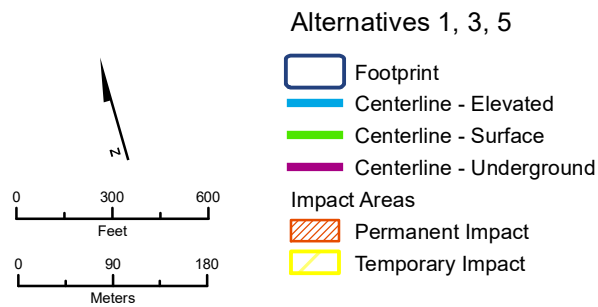 Alternatives 1, 3, 5
Footprint
Centerline - Elevated
Centerline - Surface
Centerline - Underground
Impact Areas
Permanent Impact
Temporary Impact
N
0 300 600
Feet
0 90 180
Meters